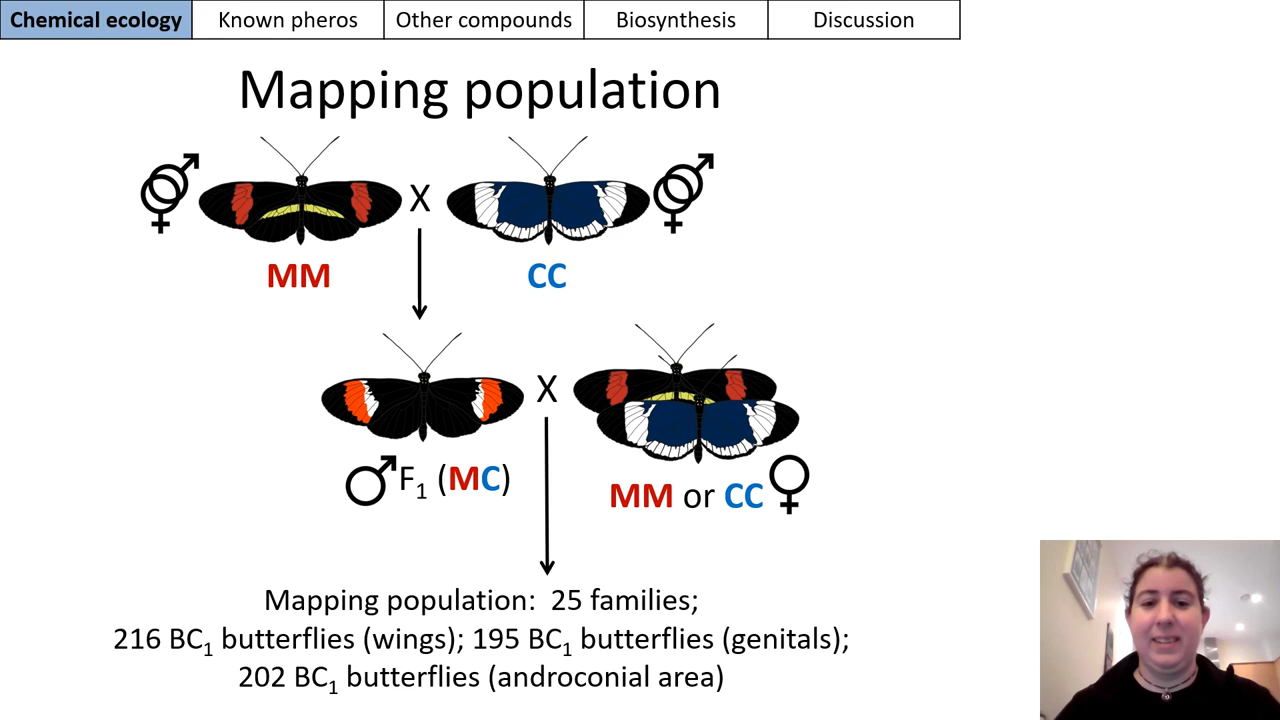 Chemical ecology Known pheros Other compounds Biosynthesis Discussion
Mapping population
X
MM CC
X
F₁ (MC)
MM or CC
Mapping population: 25 families;
216 BC₁ butterflies (wings); 195 BC₁ butterflies (genitals);
202 BC₁ butterflies (androconial area)